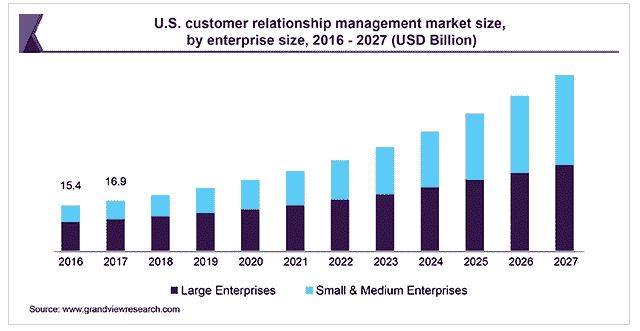 U.S. customer relationship management market size,
by enterprise size, 2016 - 2027 (USD Billion)
15.4
16.9
2016 2017 2018 2019 2020 2021 2022 2023 2024 2025 2026 2027
Large Enterprises Small & Medium Enterprises
Source: www.grandviewresearch.com